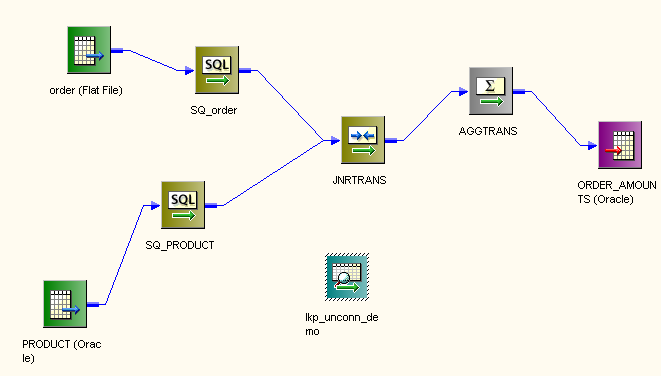 order (Flat File)
SQL
SQ_order
Σ
AGGTRANS
JNRTRANS
ORDER_AMOUN
TS (Oracle)
SQL
SQ_PRODUCT
lkp_unconn_de
mo
PRODUCT (Orac
le)